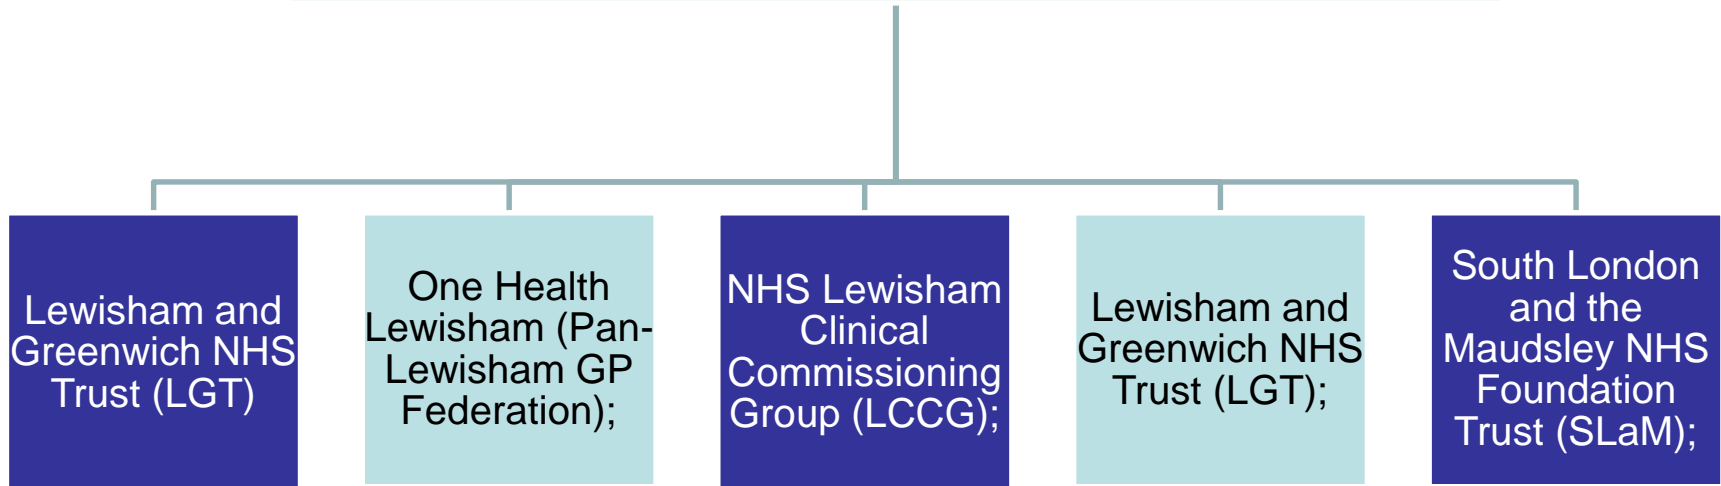 Lewisham and
Greenwich NHS
Trust (LGT)
One Health
Lewisham (Pan-
Lewisham GP
Federation);
NHS Lewisham
Clinical
Commissioning
Group (LCCG);
Lewisham and
Greenwich NHS
Trust (LGT);
South London
and the
Maudsley NHS
Foundation
Trust (SLaM);